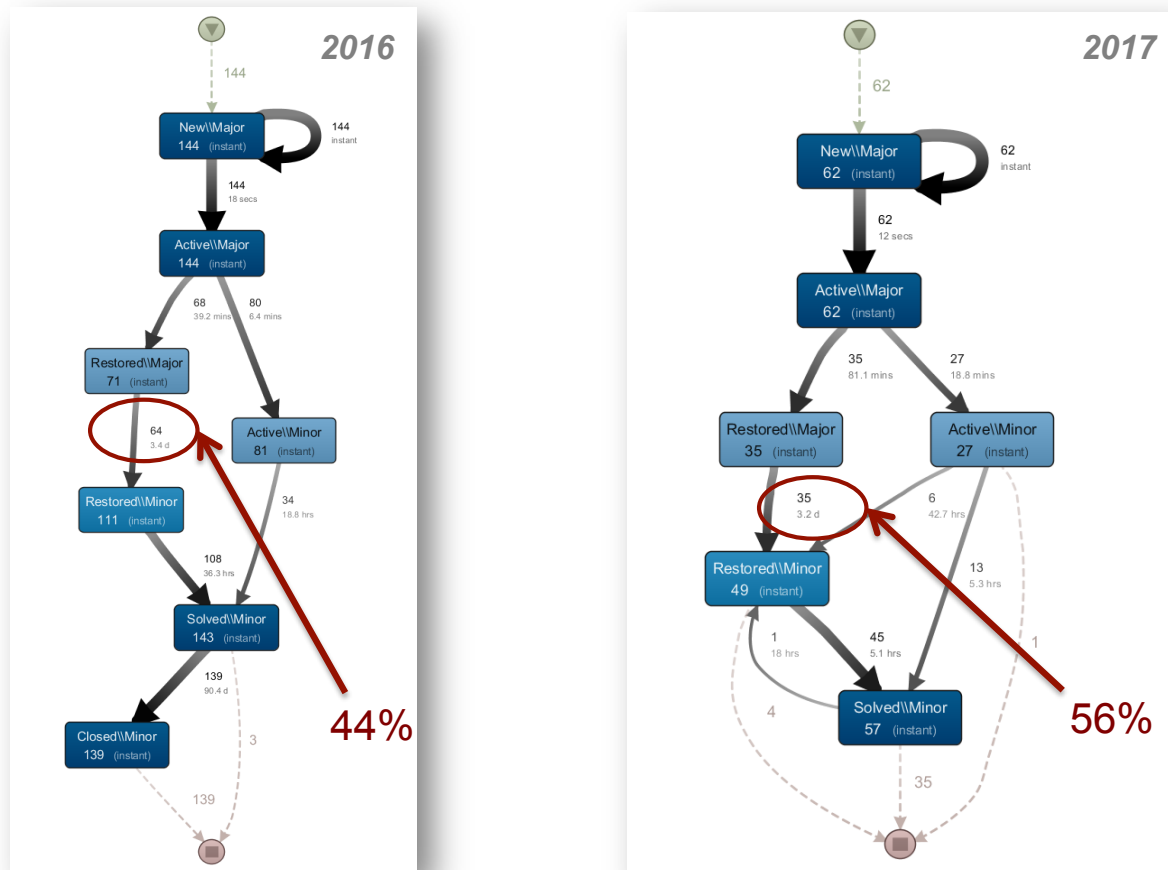 2016
144
New\\Major
144 (instant)
144
instant
144
18 secs
Active\\Major
144 (instant)
68
39.2 mins
80
6.4 mins
Restored\\Major
71 (instant)
64
3.4 d
Active\\Minor
81 (instant)
Restored\\Minor
111 (instant)
34
18.8 hrs
108
36.3 hrs
Solved\\Minor
143 (instant)
139
90.4 d
44%
Closed\\Minor
139 (instant)
3
139
2017
62
New\\Major
62 (instant)
62
instant
62
12 secs
Active\\Major
62 (instant)
35
81.1 mins
27
18.8 mins
Restored\\Major
35 (instant)
Active\\Minor
27 (instant)
35
3.2 d
6
42.7 hrs
Restored\\Minor
49 (instant)
13
5.3 hrs
1
18 hrs
45
5.1 hrs
1
4
Solved\\Minor
57 (instant)
56%
35